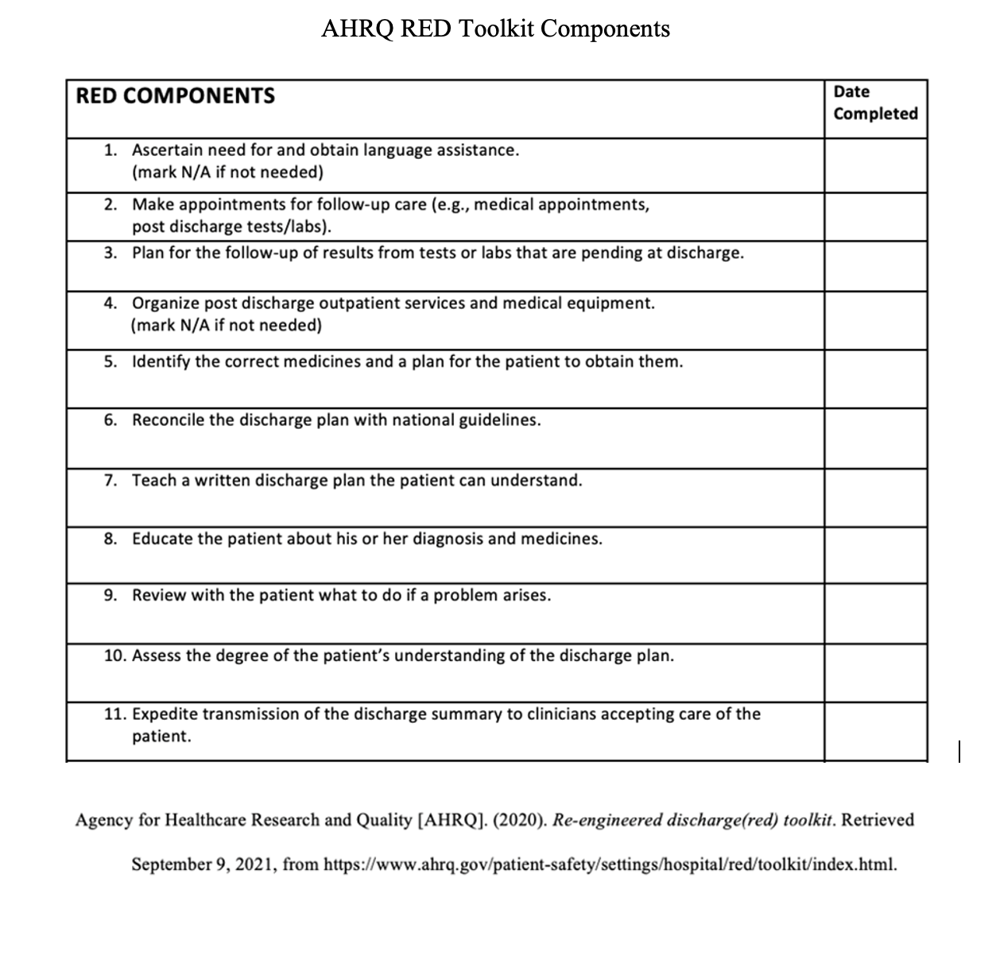 AHRQ RED Toolkit Components
RED COMPONENTS
Date
Completed
1. Ascertain need for and obtain language assistance.
(mark N/A if not needed)
2. Make appointments for follow-up care (e.g., medical appointments,
post discharge tests/labs).
3. Plan for the follow-up of results from tests or labs that are pending at discharge.
4. Organize post discharge outpatient services and medical equipment.
(mark N/A if not needed)
5. Identify the correct medicines and a plan for the patient to obtain them.
6. Reconcile the discharge plan with national guidelines.
7. Teach a written discharge plan the patient can understand.
8. Educate the patient about his or her diagnosis and medicines.
9. Review with the patient what to do if a problem arises.
10. Assess the degree of the patient’s understanding of the discharge plan.
11. Expedite transmission of the discharge summary to clinicians accepting care of the
patient.
Agency for Healthcare Research and Quality [AHRQ]. (2020). Re-engineered discharge(red) toolkit. Retrieved
September 9, 2021, from https://www.ahrq.gov/patient-safety/settings/hospital/red/toolkit/index.html.